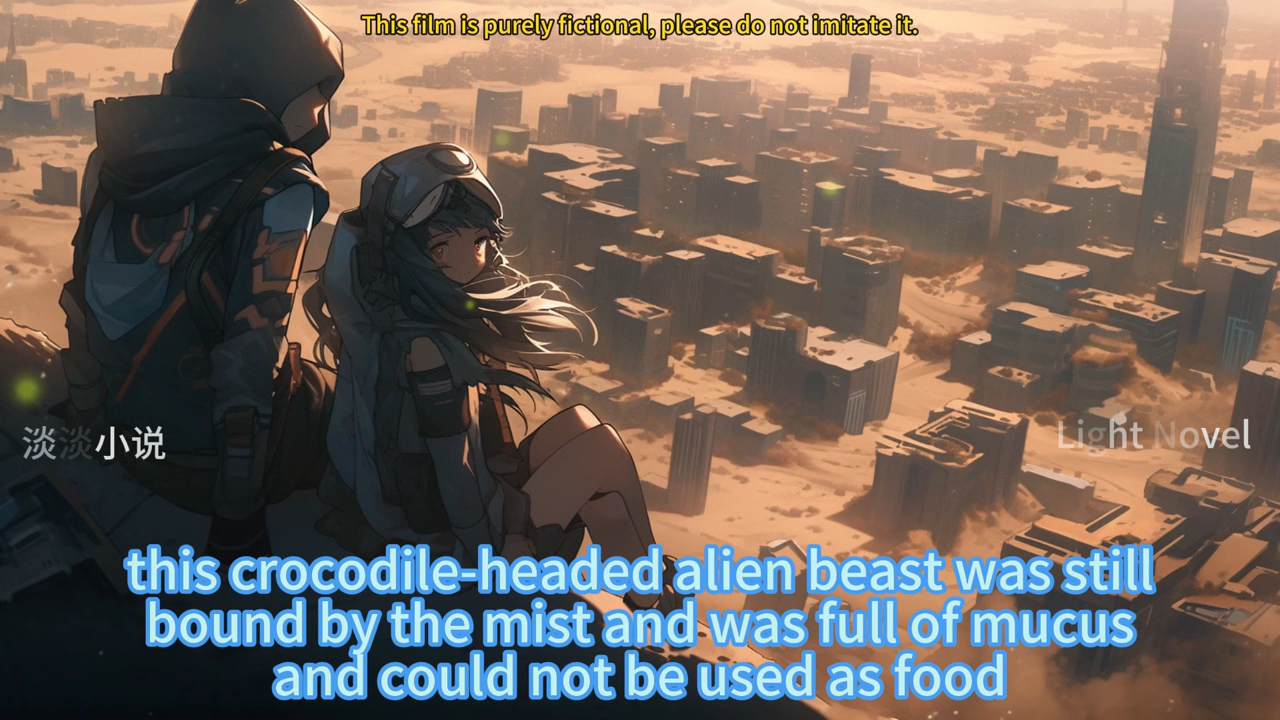 This film is purely fictional, please do not imitate it.
淡淡小说
Light Novel
this crocodile-headed alien beast was still
bound by the mist and was full of mucus
and could not be used as food